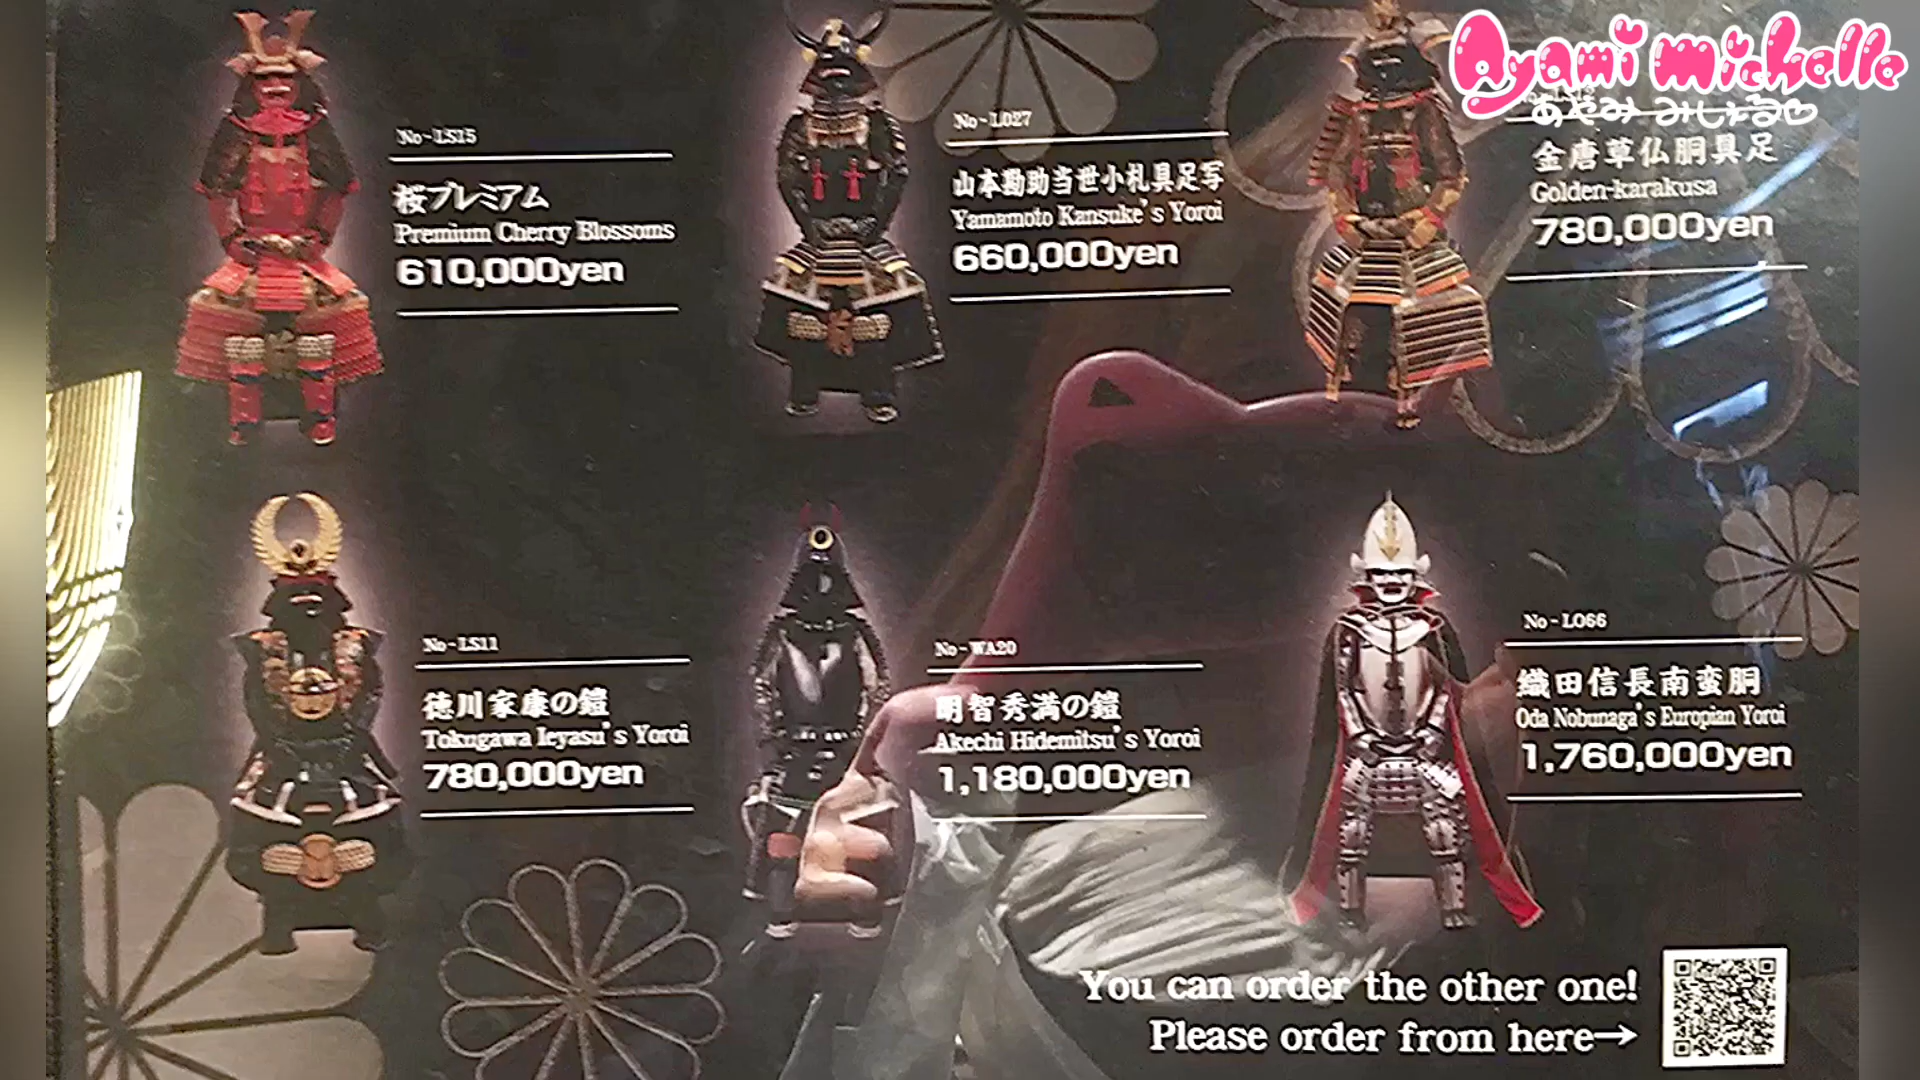 Ayami michelle
あやみ みしぇる
No-LS15
桜プレミアム
Premium Cherry Blossoms
610,000yen
No-L027
山本勘助当世小札具足写
Yamamoto Kansuke's Yoroi
660,000yen
金唐草仏胴具足
Golden-karakusa
780,000yen
No-LS11
徳川家康の鎧
Tokugawa Ieyasu's Yoroi
780,000yen
No-WA20
明智秀満の鎧
Akechi Hidemitsu's Yoroi
1,180,000yen
No-L066
織田信長南蛮胴
Oda Nobunaga's Europian Yoroi
1,760,000yen
You can order the other one!
Please order from here→